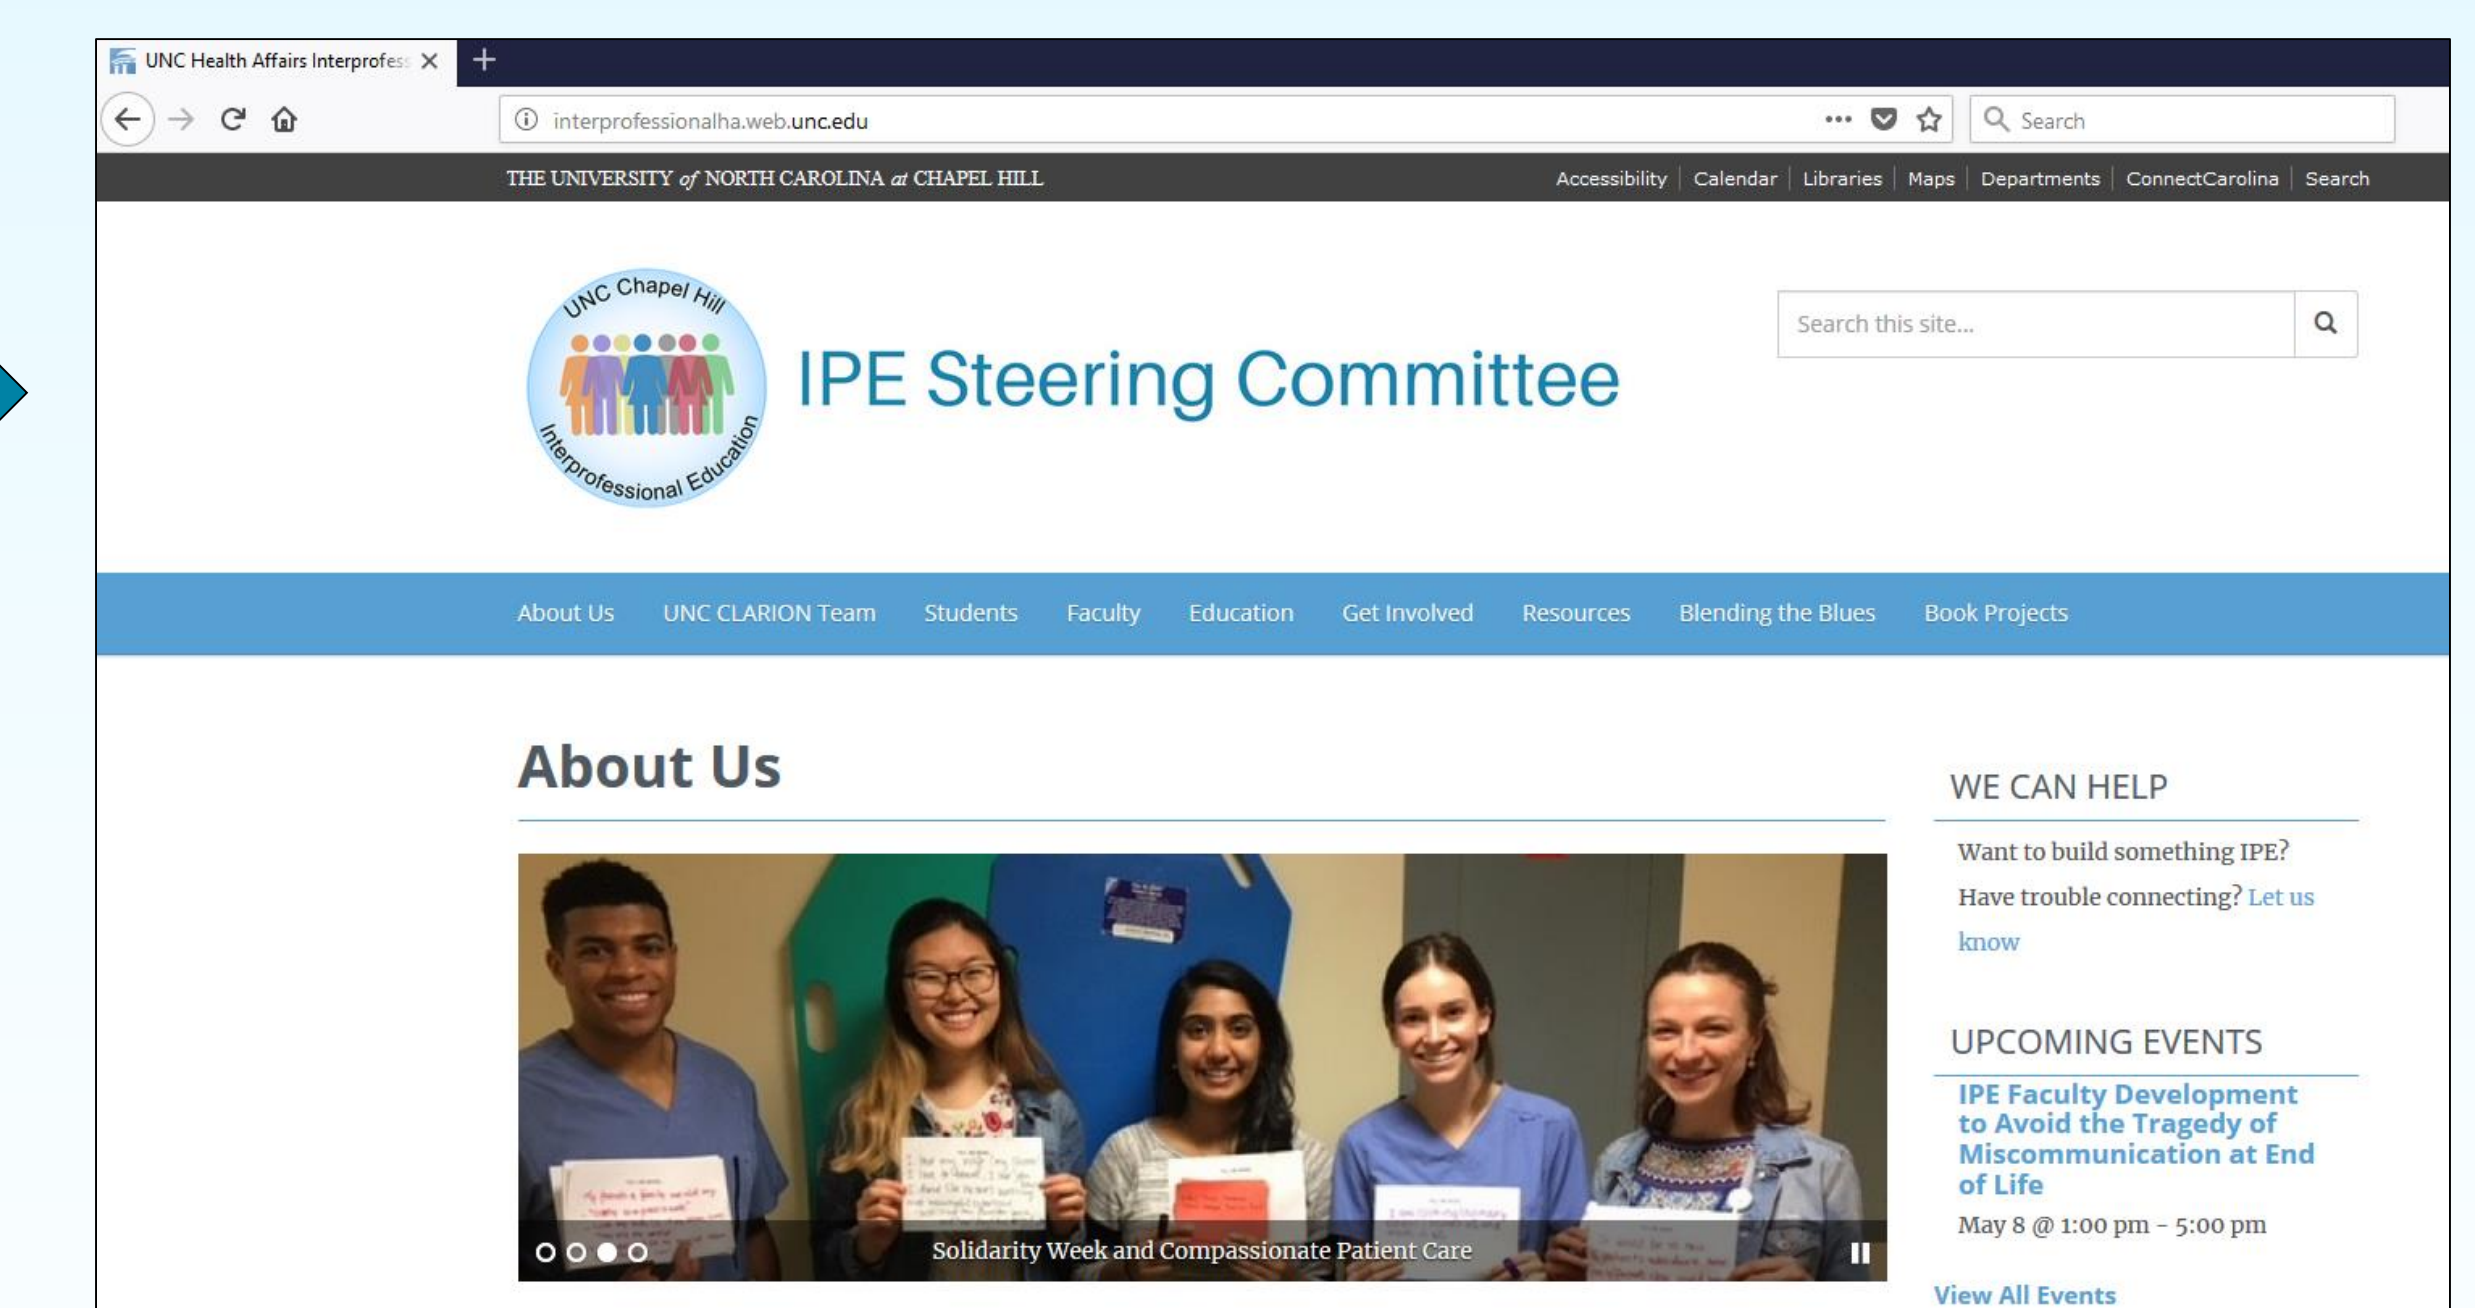 UNC Health Affairs Interprofess
interprofessionalha.web.unc.edu
Search
THE UNIVERSITY of NORTH CAROLINA at CHAPEL HILL
Accessibility | Calendar | Libraries | Maps | Departments | ConnectCarolina | Search
UNC Chapel Hill
Interprofessional Education
IPE Steering Committee
Search this site...
About Us UNC CLARION Team Students Faculty Education Get Involved Resources Blending the Blues Book Projects
About Us
Solidarity Week and Compassionate Patient Care
WE CAN HELP
Want to build something IPE?
Have trouble connecting? Let us
know
UPCOMING EVENTS
IPE Faculty Development
to Avoid the Tragedy of
Miscommunication at End
of Life
May 8 @ 1:00 pm - 5:00 pm
View All Events